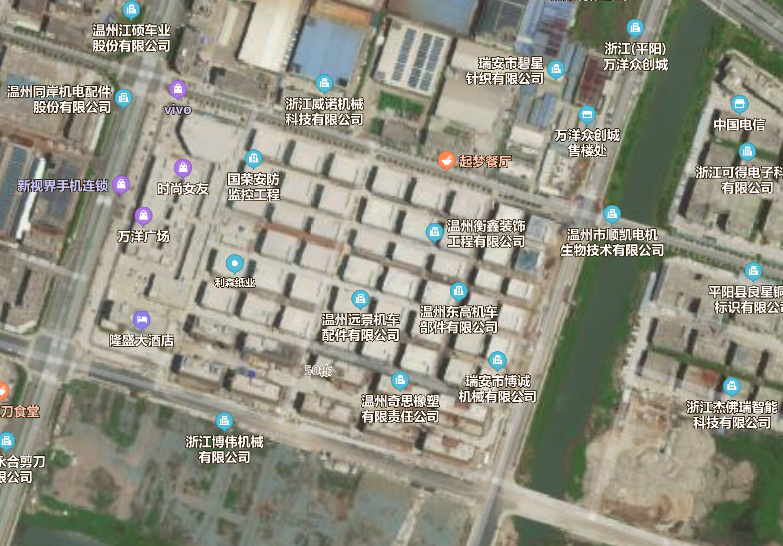 温州江硕车业
股份有限公司
浙江(平阳)
万洋众创城
瑞安市碧星
针织有限公司
温州同岸机电配件
股份有限公司
vivo
浙江威诺机械
科技有限公司
中国电信
万洋众创城
售楼处
起梦餐厅
浙江可得电子科
有限公司
新视界手机连锁
时尚女友
国荣安防
监控工程
万洋广场
温州衡鑫装饰
工程有限公司
温州市顺凯电机
生物技术有限公司
利森纸业
平阳县良星铜
标识有限公
温州远景机车
配件有限公司
温州东高机车
部件有限公司
隆盛大酒店
50栋
瑞安市博诚
机械有限公司
温州奇思橡塑
有限责任公司
浙江杰佛瑞智能
科技有限公司
刀食堂
浙江博伟机械
有限公司
永合剪刀
限公司